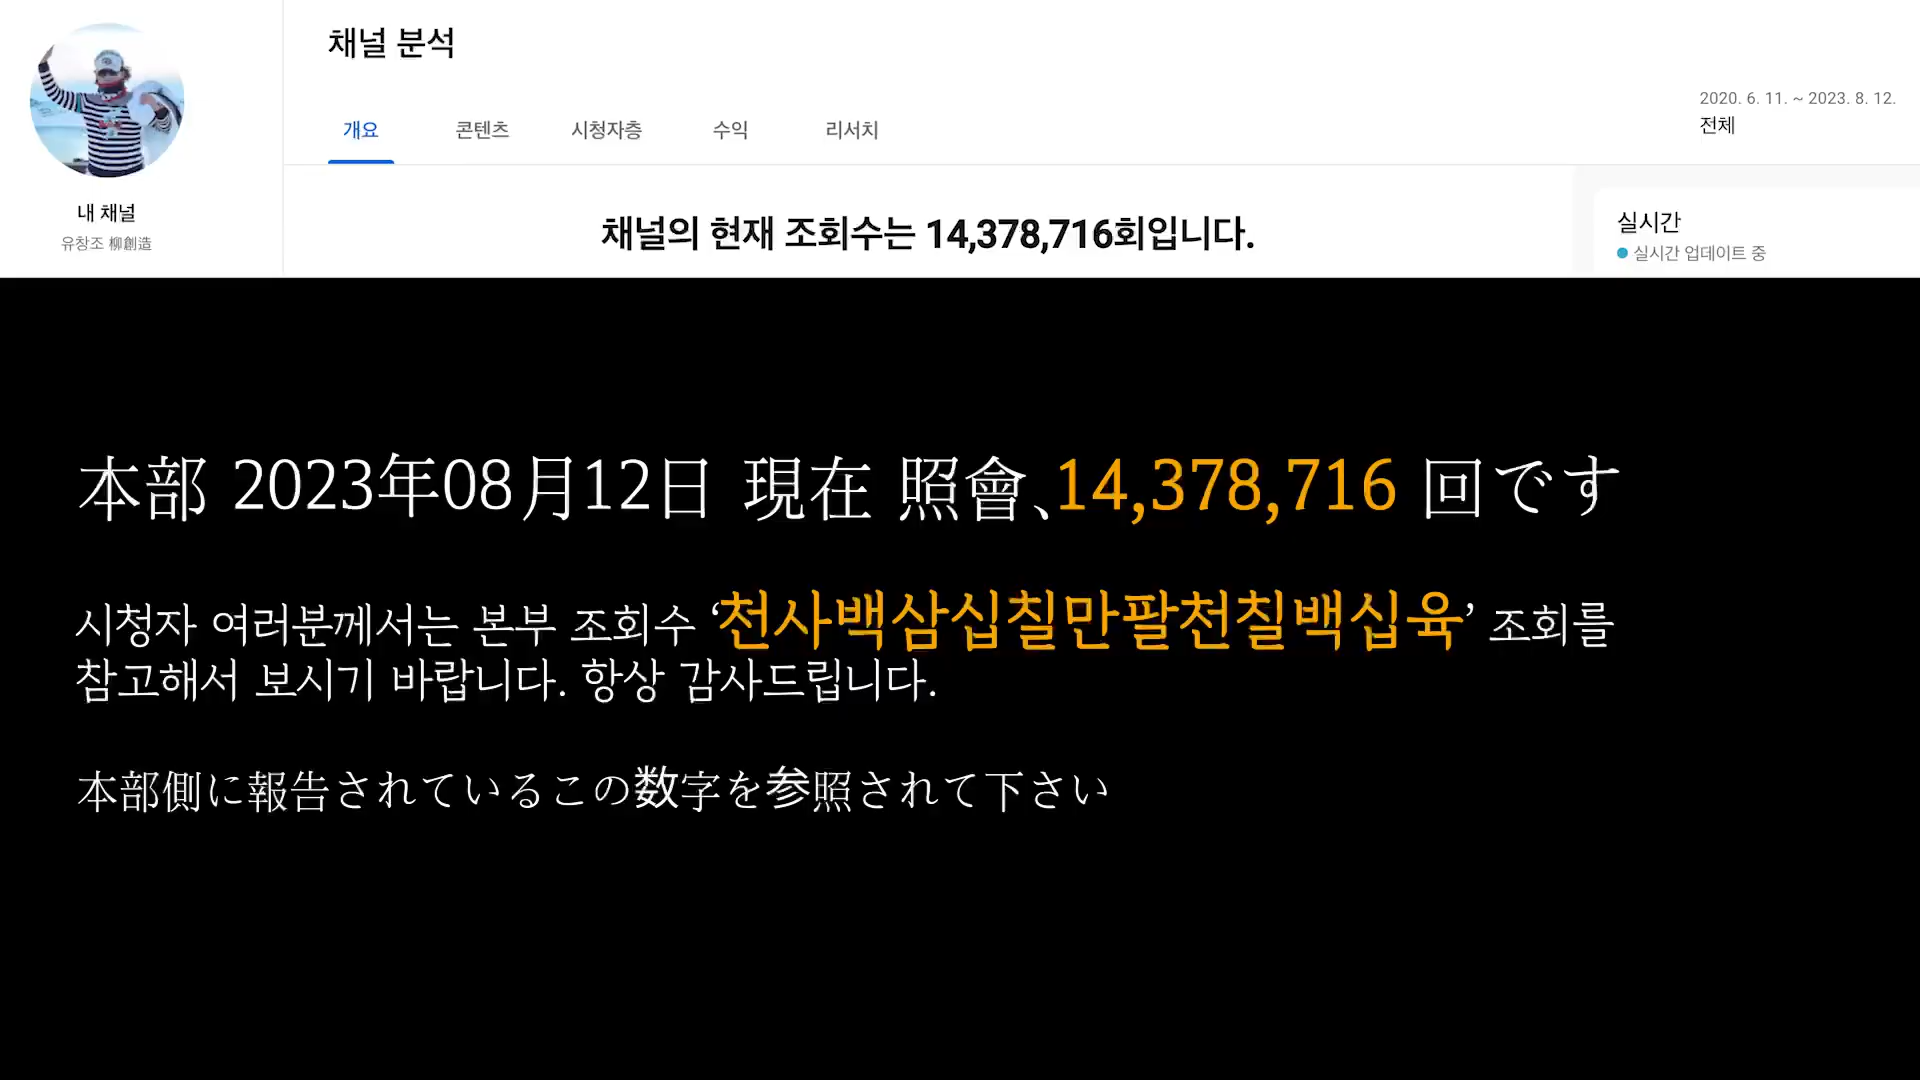 채널 분석
2020. 6. 11. ~ 2023. 8. 12.
전체
개요 콘텐츠 시청자층 수익 리서치
내 채널
유창조 柳創造
채널의 현재 조회수는 14,378,716회입니다.
실시간
실시간 업데이트 중
本部 2023年08月12日 現在 照會、14,378,716 回です
시청자 여러분께서는 본부 조회수 ‘천사백삼십칠만팔천칠백십육’ 조회를
참고해서 보시기 바랍니다. 항상 감사드립니다.
本部側に報告されているこの数字を参照されて下さい